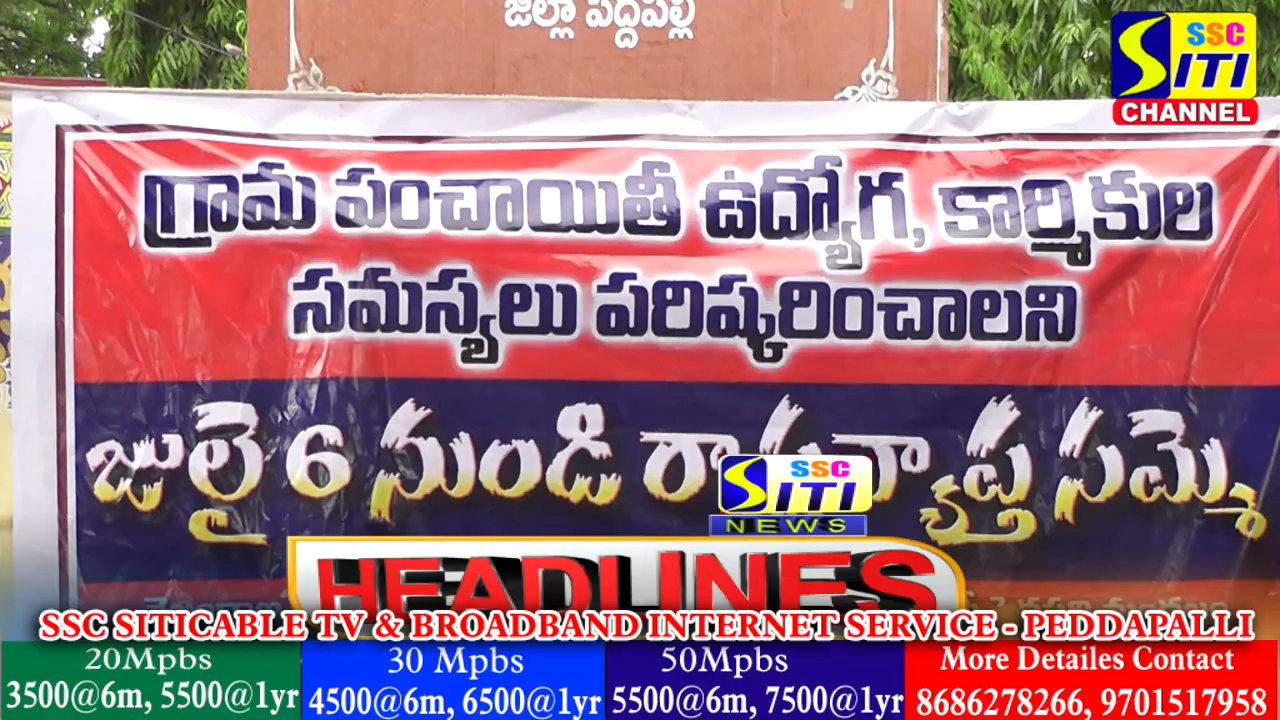 జిల్లా పెద్దపల్లి
SSC
SITI
CHANNEL
గ్రామ పంచాయితీ ఉద్యోగ, కార్మికుల
సమస్యలు పరిష్కరించాలని
జులై 6 నుండి సమ్మె
SSC
SITI
NEWS
HEADLINES
SSC SITICABLE TV & BROADBAND INTERNET SERVICE - PEDDAPALLI
20Mpbs 30 Mpbs 50Mpbs More Detailes Contact
3500@6m, 5500@1yr 4500@6m, 6500@1yr 5500@6m, 7500@1yr 8686278266, 9701517958